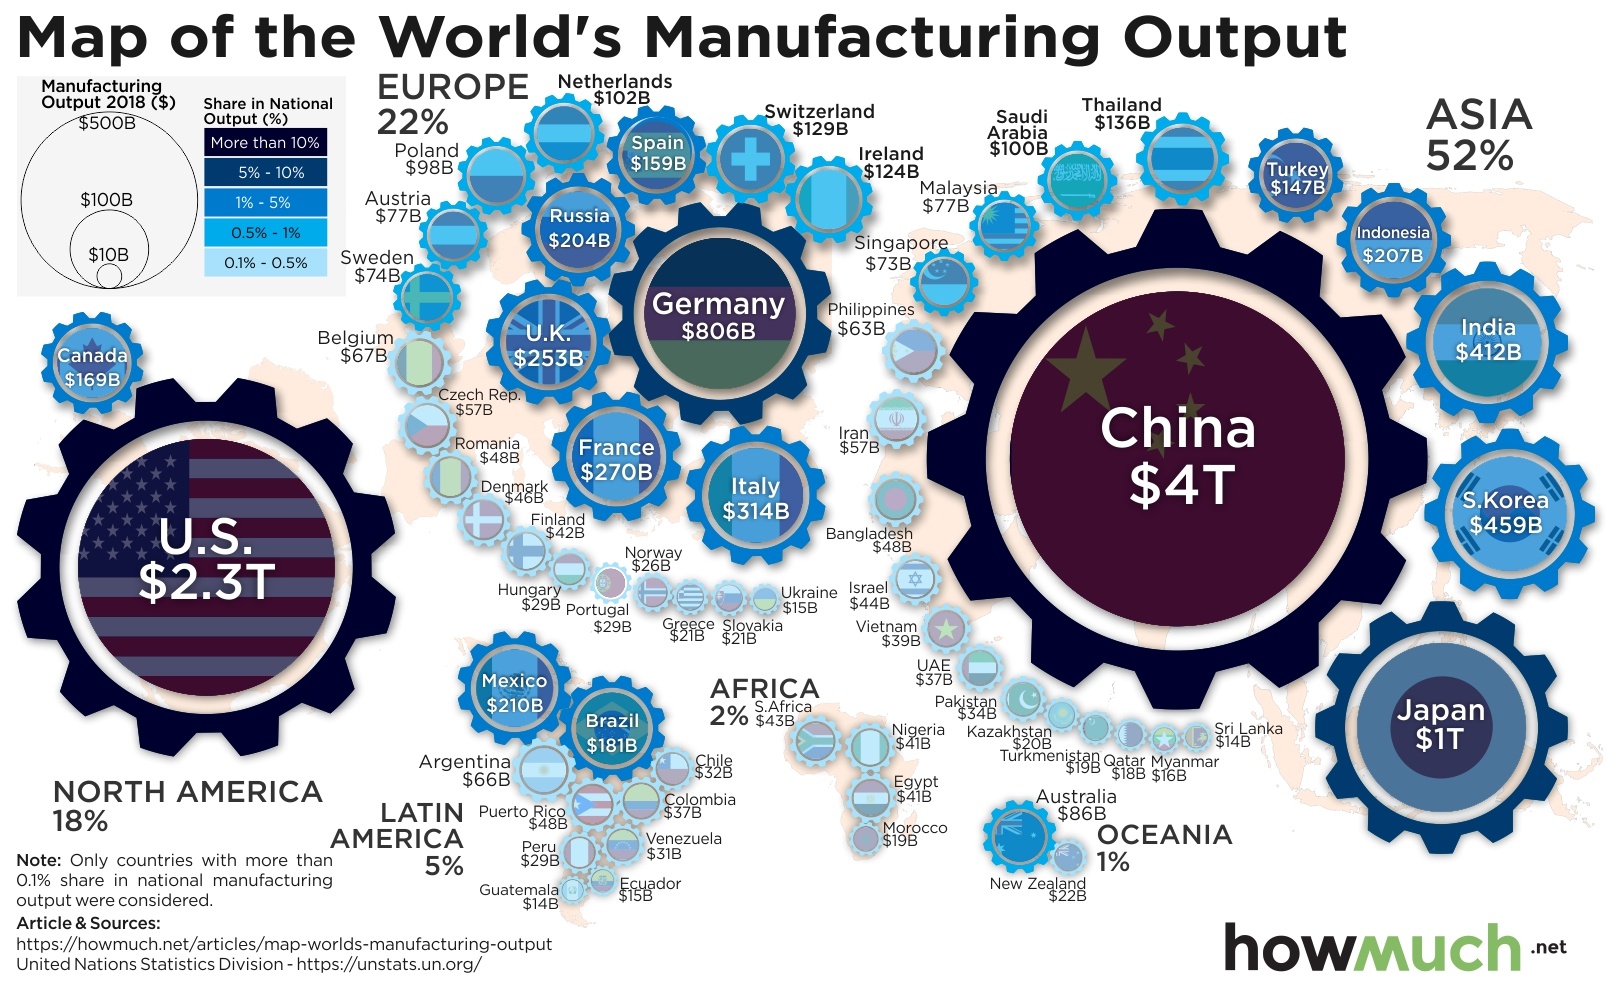 Map of the World's Manufacturing Output
Manufacturing
Output 2018 ($)
$500B
$100B
$10B
Share in National
Output (%)
More than 10%
5% - 10%
1% - 5%
0.5% - 1%
0.1% - 0.5%
EUROPE
22%
Netherlands
$102B
Spain
$159B
Switzerland
$129B
Ireland
$124B
Poland
$98B
Austria
$77B
Russia
$204B
Sweden
$74B
Germany
$806B
U.K.
$253B
Belgium
$67B
Czech Rep.
$57B
France
$270B
Romania
$48B
Italy
$314B
Denmark
$46B
Finland
$42B
Hungary
$29B
Portugal
$29B
Norway
$26B
Greece
$21B
Slovakia
$21B
Ukraine
$15B
ASIA
52%
Saudi
Arabia
$100B
Thailand
$136B
Turkey
$147B
Malaysia
$77B
Indonesia
$207B
Singapore
$73B
Philippines
$63B
India
$412B
China
$4T
Iran
$57B
S.Korea
$459B
Bangladesh
$48B
Israel
$44B
Vietnam
$39B
UAE
$37B
Pakistan
$34B
Kazakhstan
$20B
Turkmenistan
$19B
Qatar
$18B
Myanmar
$16B
Sri Lanka
$14B
Japan
$1T
Canada
$169B
U.S.
$2.3T
NORTH AMERICA
18%
Mexico
$210B
Brazil
$181B
Argentina
$66B
Chile
$32B
Puerto Rico
$48B
Colombia
$37B
Peru
$29B
Venezuela
$31B
Guatemala
$14B
Ecuador
$15B
LATIN
AMERICA
5%
AFRICA
2%
S.Africa
$43B
Nigeria
$41B
Egypt
$41B
Morocco
$19B
Australia
$86B
OCEANIA
1%
New Zealand
$22B
Note: Only countries with more than
0.1% share in national manufacturing
output were considered.
Article & Sources:
https://howmuch.net/articles/map-worlds-manufacturing-output
United Nations Statistics Division - https://unstats.un.org/
howmuch.net